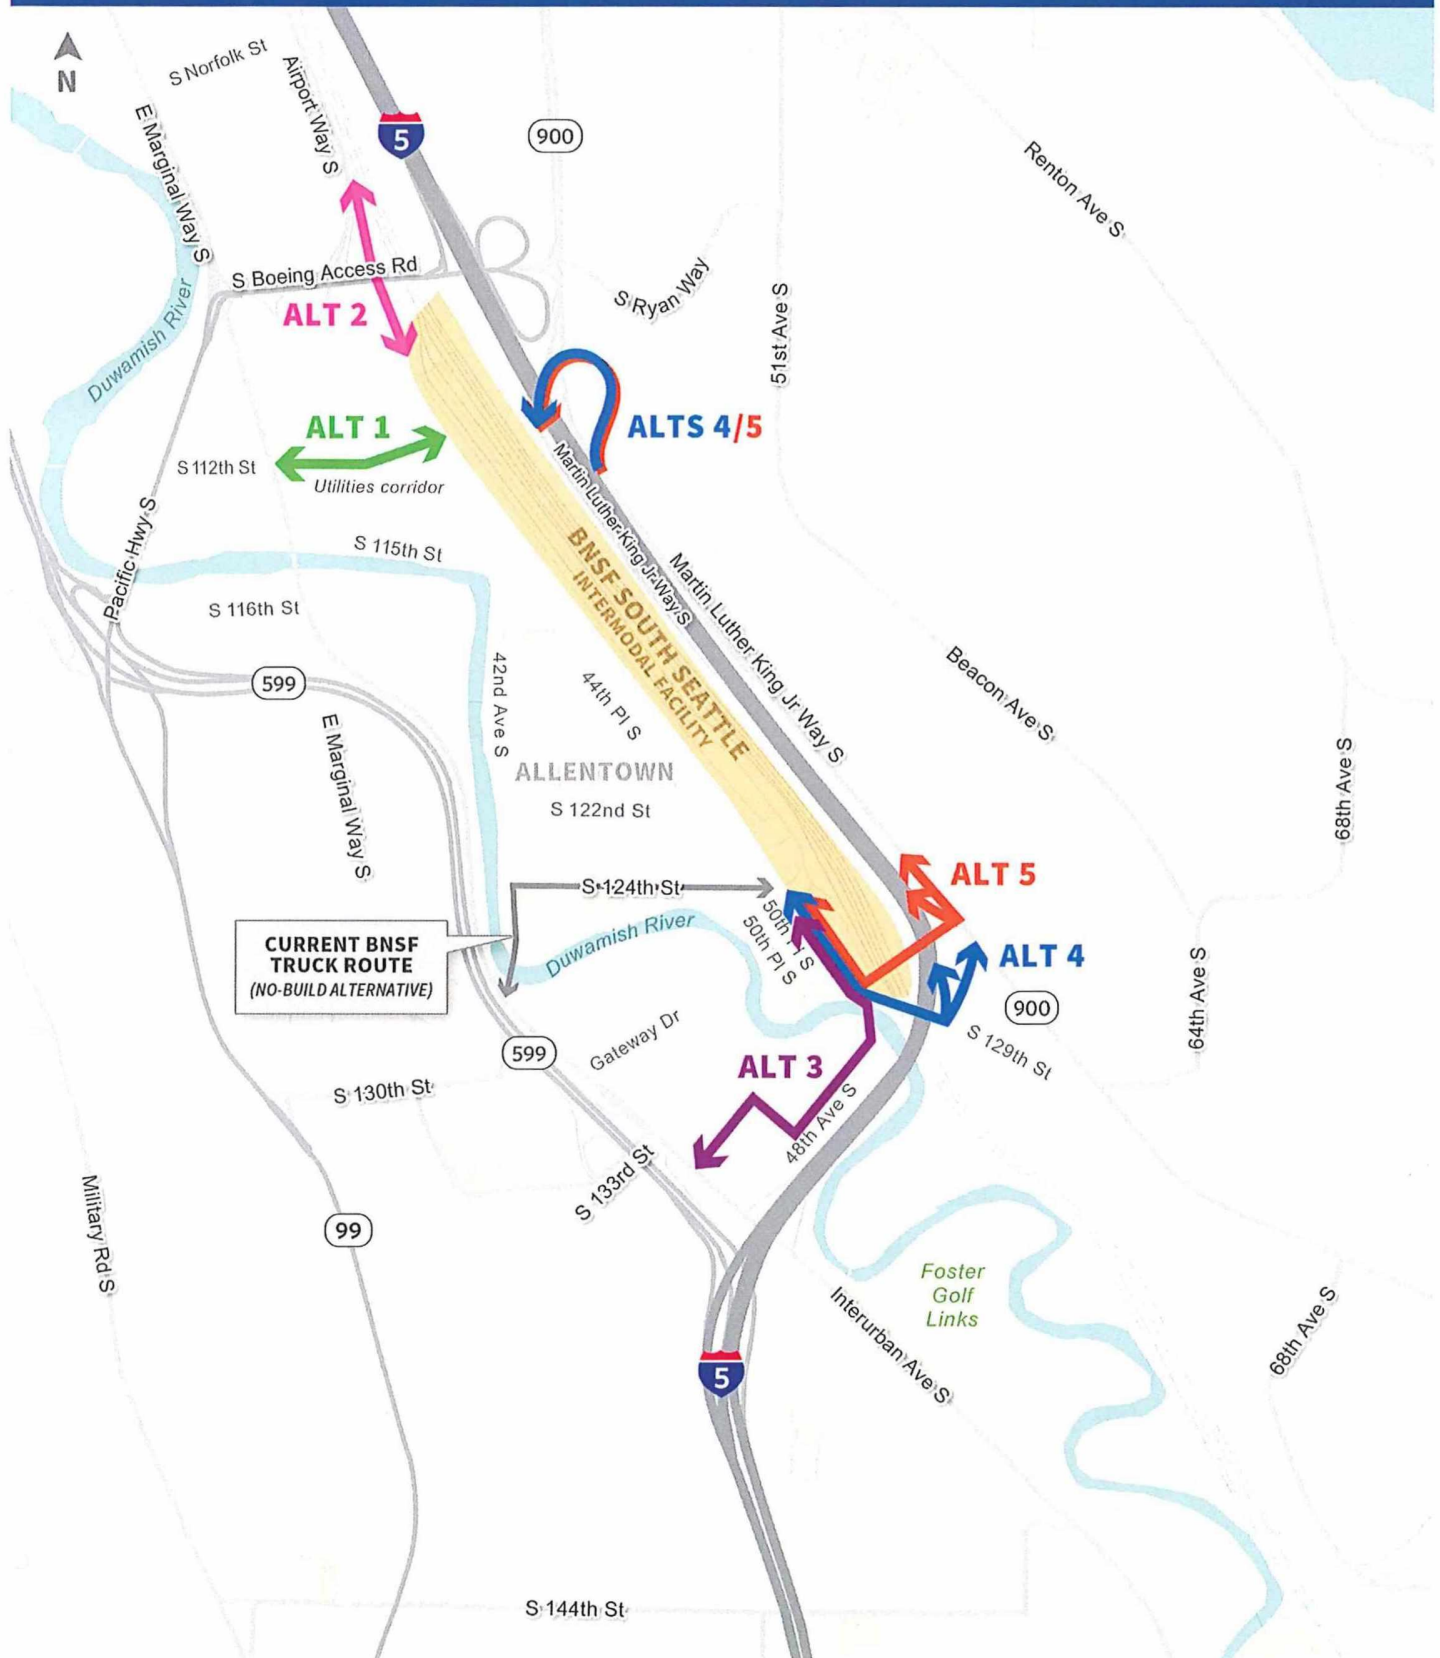 N
S Norfolk St
Airport Way S
E Marginal Way S
5
900
Renton Ave S
S Boeing Access Rd
S Ryan Way
51st Ave S
ALT 2
Duwamish River
ALT 1
ALTS 4/5
S 112th St
Utilities corridor
Martin Luther King Jr Way S
Pacific Hwy S
S 115th St
BNSF SOUTH SEATTLE
INTERMODAL FACILITY
Martin Luther King Jr Way S
S 116th St
599
42nd Ave S
44th Pl S
Beacon Ave S
E Marginal Way S
ALLENTOWN
S 122nd St
68th Ave S
S 124th St
ALT 5
50th Pl S
50th Pl S
Duwamish River
CURRENT BNSF
TRUCK ROUTE
(NO-BUILD ALTERNATIVE)
ALT 4
900
64th Ave S
599
Gateway Dr
S 129th St
ALT 3
S 130th St
48th Ave S
S 133rd St
Military Rd S
99
Foster
Golf
Links
Interurban Ave S
68th Ave S
5
S 144th St